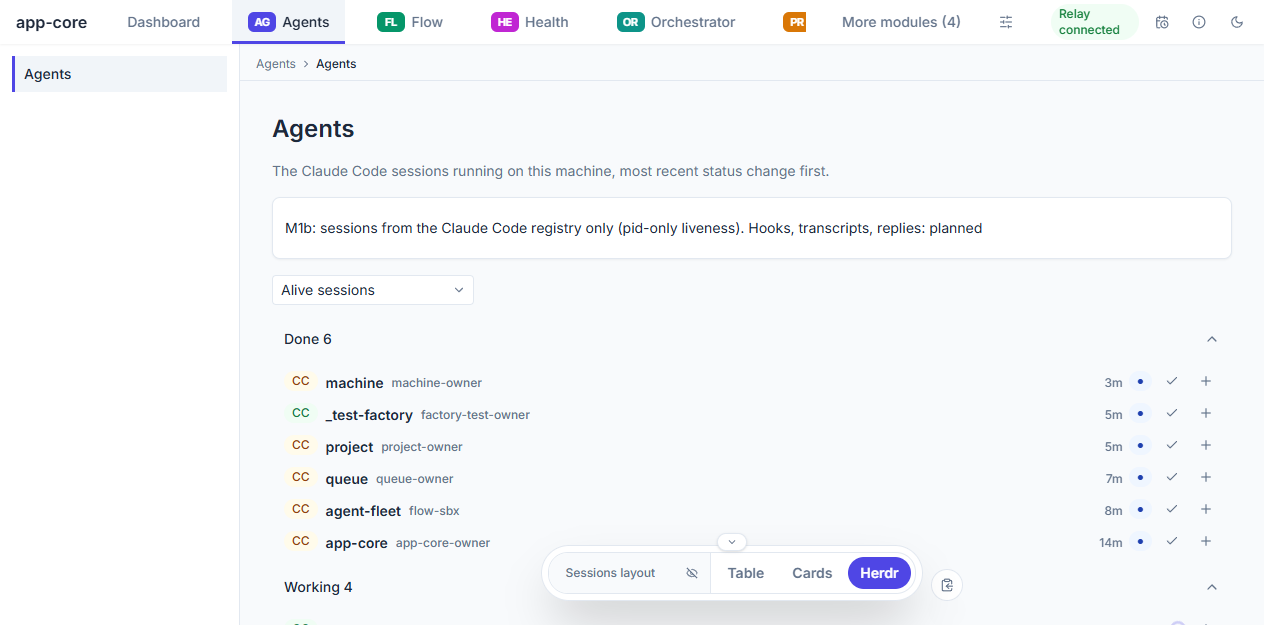 app-core
Dashboard
AG Agents
FL Flow
HE Health
OR Orchestrator
PR
More modules (4)
Relay connected
Agents
Agents > Agents
Agents
The Claude Code sessions running on this machine, most recent status change first.
M1b: sessions from the Claude Code registry only (pid-only liveness). Hooks, transcripts, replies: planned
Alive sessions
Done 6
CC machine machine-owner 3m
CC _test-factory factory-test-owner 5m
CC project project-owner 5m
CC queue queue-owner 7m
CC agent-fleet flow-sbx 8m
CC app-core app-core-owner 14m
Sessions layout
Table
Cards
Herdr
Working 4